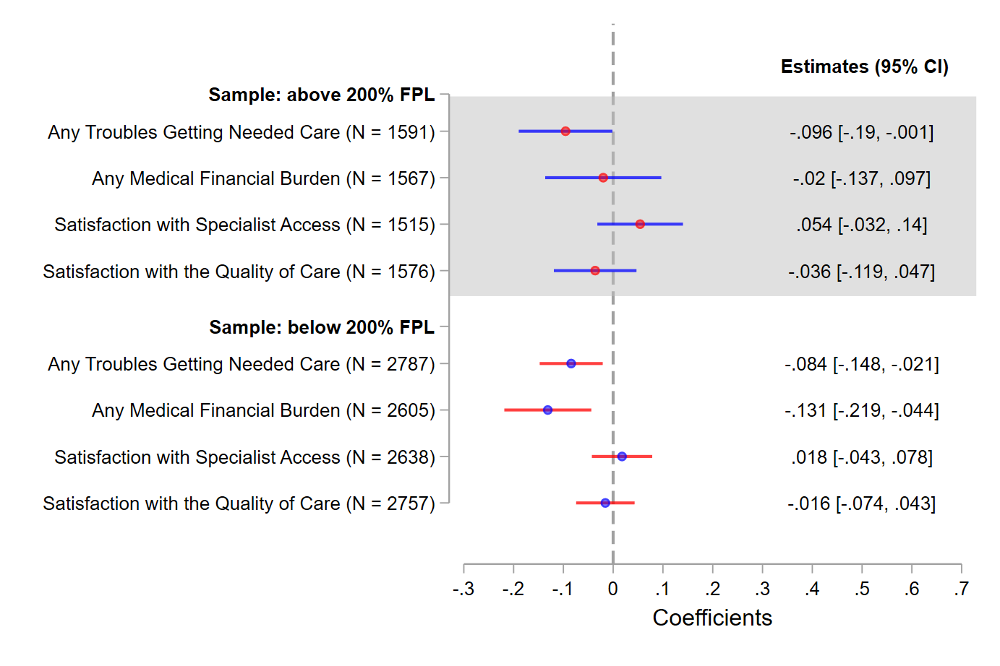 Estimates (95% CI)
Sample: above 200% FPL
Any Troubles Getting Needed Care (N = 1591) -.096 [-.19, -.001]
Any Medical Financial Burden (N = 1567) -.02 [-.137, .097]
Satisfaction with Specialist Access (N = 1515) .054 [-.032, .14]
Satisfaction with the Quality of Care (N = 1576) -.036 [-.119, .047]
Sample: below 200% FPL
Any Troubles Getting Needed Care (N = 2787) -.084 [-.148, -.021]
Any Medical Financial Burden (N = 2605) -.131 [-.219, -.044]
Satisfaction with Specialist Access (N = 2638) .018 [-.043, .078]
Satisfaction with the Quality of Care (N = 2757) -.016 [-.074, .043]
-.3 -.2 -.1 0 .1 .2 .3 .4 .5 .6 .7
Coefficients